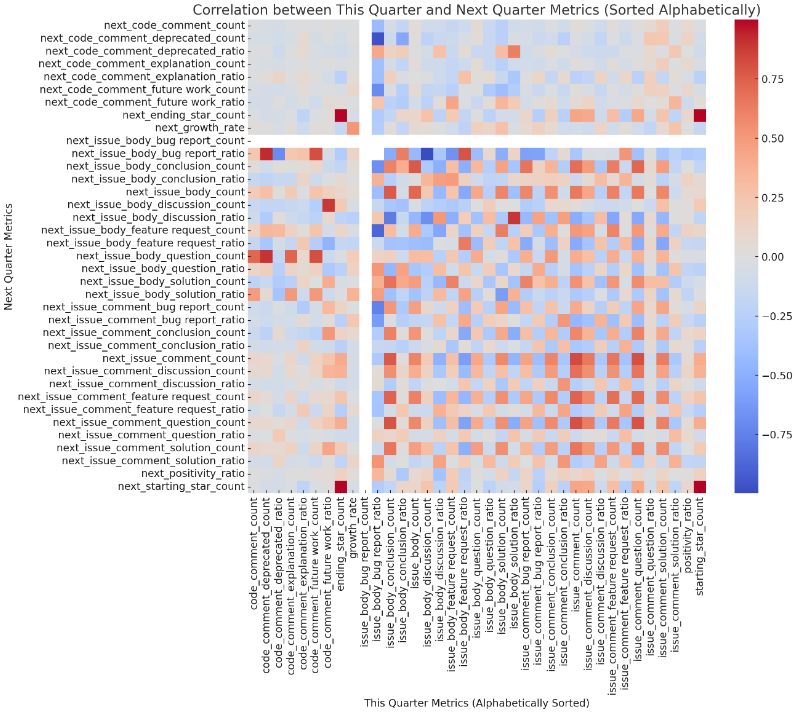 Correlation between This Quarter and Next Quarter Metrics (Sorted Alphabetically)
Next Quarter Metrics
next_code_comment_count
next_code_comment_deprecated_count
next_code_comment_deprecated_ratio
next_code_comment_explanation_count
next_code_comment_explanation_ratio
next_code_comment_future work_count
next_code_comment_future work_ratio
next_ending_star_count
next_growth_rate
next_issue_body_bug report_count
next_issue_body_bug report_ratio
next_issue_body_conclusion_count
next_issue_body_conclusion_ratio
next_issue_body_count
next_issue_body_discussion_count
next_issue_body_discussion_ratio
next_issue_body_feature request_count
next_issue_body_feature request_ratio
next_issue_body_question_count
next_issue_body_question_ratio
next_issue_body_solution_count
next_issue_body_solution_ratio
next_issue_comment_bug report_count
next_issue_comment_bug report_ratio
next_issue_comment_conclusion_count
next_issue_comment_conclusion_ratio
next_issue_comment_count
next_issue_comment_discussion_count
next_issue_comment_discussion_ratio
next_issue_comment_feature request_count
next_issue_comment_feature request_ratio
next_issue_comment_question_count
next_issue_comment_question_ratio
next_issue_comment_solution_count
next_issue_comment_solution_ratio
next_positivity_ratio
next_starting_star_count
code_comment_count
code_comment_deprecated_count
code_comment_deprecated_ratio
code_comment_explanation_count
code_comment_explanation_ratio
code_comment_future work_count
code_comment_future work_ratio
ending_star_count
growth_rate
issue_body_bug report_count
issue_body_bug report_ratio
issue_body_conclusion_count
issue_body_conclusion_ratio
issue_body_count
issue_body_discussion_count
issue_body_discussion_ratio
issue_body_feature request_count
issue_body_feature request_ratio
issue_body_question_count
issue_body_question_ratio
issue_body_solution_count
issue_body_solution_ratio
issue_comment_bug report_count
issue_comment_bug report_ratio
issue_comment_conclusion_count
issue_comment_conclusion_ratio
issue_comment_count
issue_comment_discussion_count
issue_comment_discussion_ratio
issue_comment_feature request_count
issue_comment_feature request_ratio
issue_comment_question_count
issue_comment_question_ratio
issue_comment_solution_count
issue_comment_solution_ratio
positivity_ratio
starting_star_count
This Quarter Metrics (Alphabetically Sorted)
0.75
0.50
0.25
0.00
−0.25
−0.50
−0.75